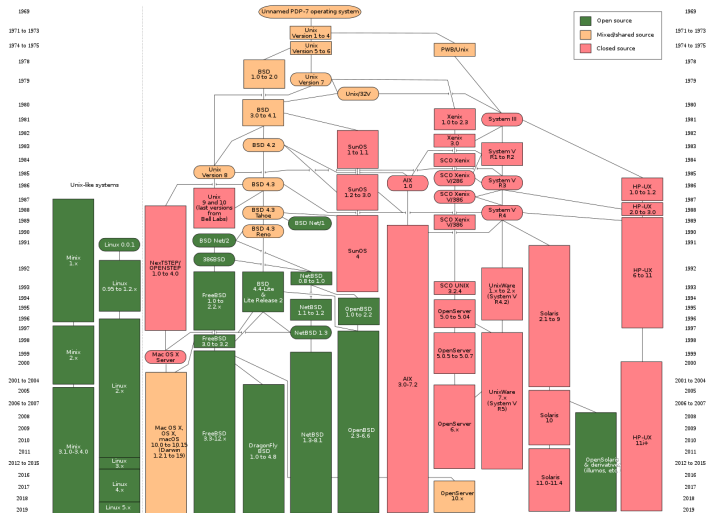 1969
Unnamed PDP-7 operating system
1969
Open source
Mixed/shared source
Closed source
1971 to 1973
Unix
Version 1 to 4
1971 to 1973
1974 to 1975
Unix
Version 5 to 6
PWB/Unix
1974 to 1975
1978
BSD
1.0 to 2.0
1978
1979
Unix
Version 7
Unix/32V
1979
1980
BSD
3.0 to 4.1
1980
1981
Xenix
1.0 to 2.3
System III
1981
1982
Xenix
3.0
1982
1983
BSD 4.2
SunOS
1 to 1.1
System V
R1 to R2
1983
1984
SCO Xenix
1984
1985
Unix
Version 8
SCO Xenix
V/286
1985
Unix-like systems
1986
BSD 4.3
AIX
1.0
System V
R3
HP-UX
1.0 to 1.2
1986
1987
Unix
9 and 10
(last versions
from
Bell Labs)
SunOS
1.2 to 3.0
SCO Xenix
V/386
1987
1988
BSD 4.3
Tahoe
System V
R4
HP-UX
2.0 to 3.0
1988
1989
BSD Net/1
SCO Xenix
V/386
1989
1990
BSD 4.3
Reno
1990
1991
Minix
1.x
Linux 0.0.1
BSD Net/2
SunOS
4
1991
386BSD
NexTSTEP/
OPENSTEP
1.0 to 4.0
HP-UX
6 to 11
1992
Linux
0.95 to 1.2.x
NetBSD
0.8 to 1.0
1992
1993
FreeBSD
1.0 to
2.2.x
BSD
4.4-Lite
&
Lite Release 2
SCO UNIX
3.2.4
UnixWare
1.x to 2.x
(System V
R4.2)
1993
1994
NetBSD
1.1 to 1.2
OpenBSD
1.0 to 2.2
1994
1995
OpenServer
5.0 to 5.04
1995
1996
Solaris
2.1 to 9
1996
1997
NetBSD 1.3
1997
1998
FreeBSD
3.0 to 3.2
1998
1999
Minix
2.x
Mac OS X
Server
OpenServer
5.0.5 to 5.0.7
1999
2000
2000
2001 to 2004
Linux
2.x
UnixWare
7.x
(System V
R5)
2001 to 2004
2005
2005
2006 to 2007
2006 to 2007
2008
Mac OS X,
OS X,
macOS
10.0 to 10.15
(Darwin
1.2.1 to 19)
Solaris
10
2008
2009
Minix
3.1.0-3.4.0
FreeBSD
3.3-12.x
DragonFly
BSD
1.0 to 4.8
NetBSD
1.3-8.1
OpenBSD
2.3-6.6
AIX
3.0-7.2
OpenServer
6.x
HP-UX
11i+
2009
2010
2010
2011
2011
2012 to 2015
Linux
3.x
OpenSolaris
& derivatives
(illumos, etc)
2012 to 2015
2016
2016
2017
Linux
4.x
Solaris
11.0-11.4
2017
2018
OpenServer
10.x
2018
2019
Linux 5.x
2019